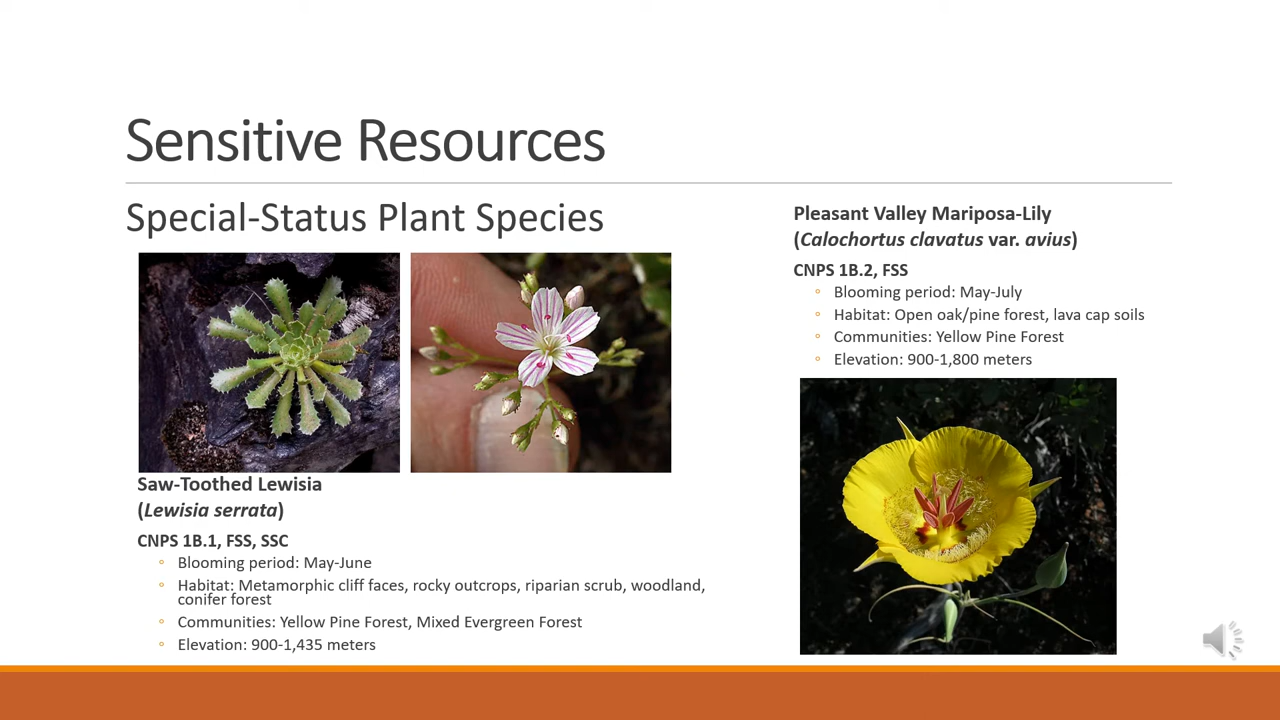 Sensitive Resources
Special-Status Plant Species
Saw-Toothed Lewisia
(Lewisia serrata)
CNPS 1B.1, FSS, SSC
Blooming period: May-June
Habitat: Metamorphic cliff faces, rocky outcrops, riparian scrub, woodland,
conifer forest
Communities: Yellow Pine Forest, Mixed Evergreen Forest
Elevation: 900-1,435 meters
Pleasant Valley Mariposa-Lily
(Calochortus clavatus var. avius)
CNPS 1B.2, FSS
Blooming period: May-July
Habitat: Open oak/pine forest, lava cap soils
Communities: Yellow Pine Forest
Elevation: 900-1,800 meters